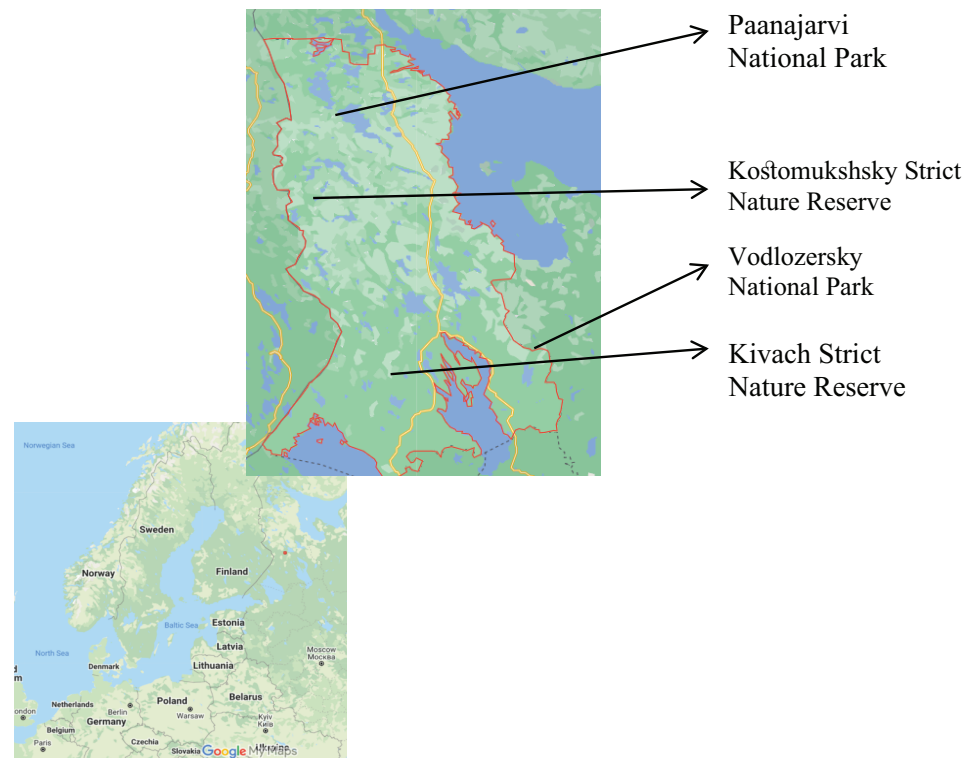 Paanajarvi
National Park
Kostomukshsky Strict
Nature Reserve
Vodlozersky
National Park
Kivach Strict
Nature Reserve
Norwegian Sea
Sweden
Norway
Finland
Estonia
Baltic Sea
Latvia
North Sea
Moscow
Москва
Denmark
Lithuania
Belarus
Netherlands
Berlin
Poland
Germany
Warsaw
Kyiv
Київ
Belgium
Czechia
Paris
Slovakia
Google My Maps
Ukraine